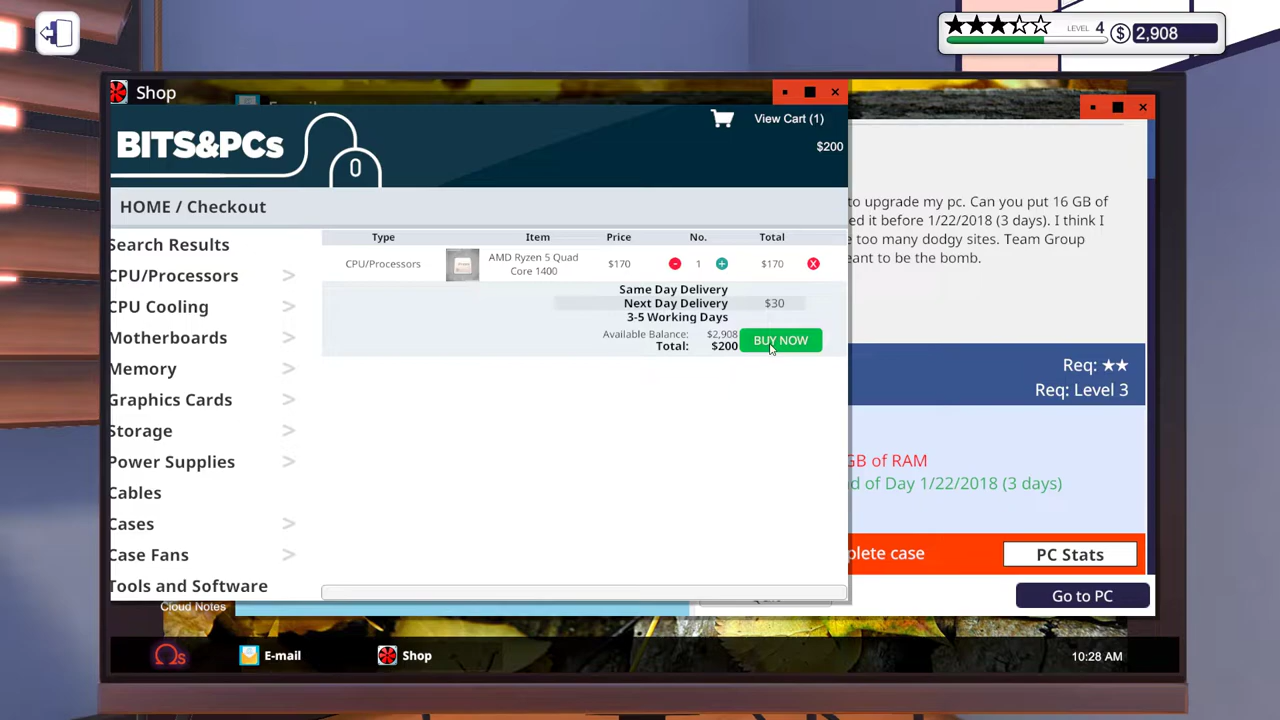 LEVEL 4 $ 2,908
Shop
BITS&PCs
View Cart (1)
$200
HOME / Checkout
Search Results
CPU/Processors >
CPU Cooling >
Motherboards >
Memory >
Graphics Cards >
Storage >
Power Supplies >
Cables
Cases >
Case Fans >
Tools and Software
Type Item Price No. Total
CPU/Processors AMD Ryzen 5 Quad Core 1400 $170 - 1 + $170 X
Same Day Delivery
Next Day Delivery $30
3-5 Working Days
Available Balance: $2,908
Total: $200
BUY NOW
to upgrade my pc. Can you put 16 GB of
ed it before 1/22/2018 (3 days). I think I
e too many dodgy sites. Team Group
eant to be the bomb.
Req: ★★
Req: Level 3
GB of RAM
d of Day 1/22/2018 (3 days)
plete case
PC Stats
Go to PC
Cloud Notes
Ωs E-mail Shop 10:28 AM